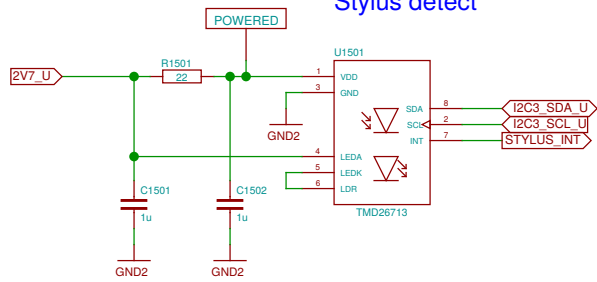 Stylus detect
POWERED
U1501
R1501
2V7_U
22
1
VDD
3
GND
SDA
8
I2C3_SDA_U
SCL
2
I2C3_SCL_U
GND2
INT
7
STYLUS_INT
4
LEDA
5
LEDK
6
LDR
C1501
C1502
1u
1u
TMD26713
GND2
GND2